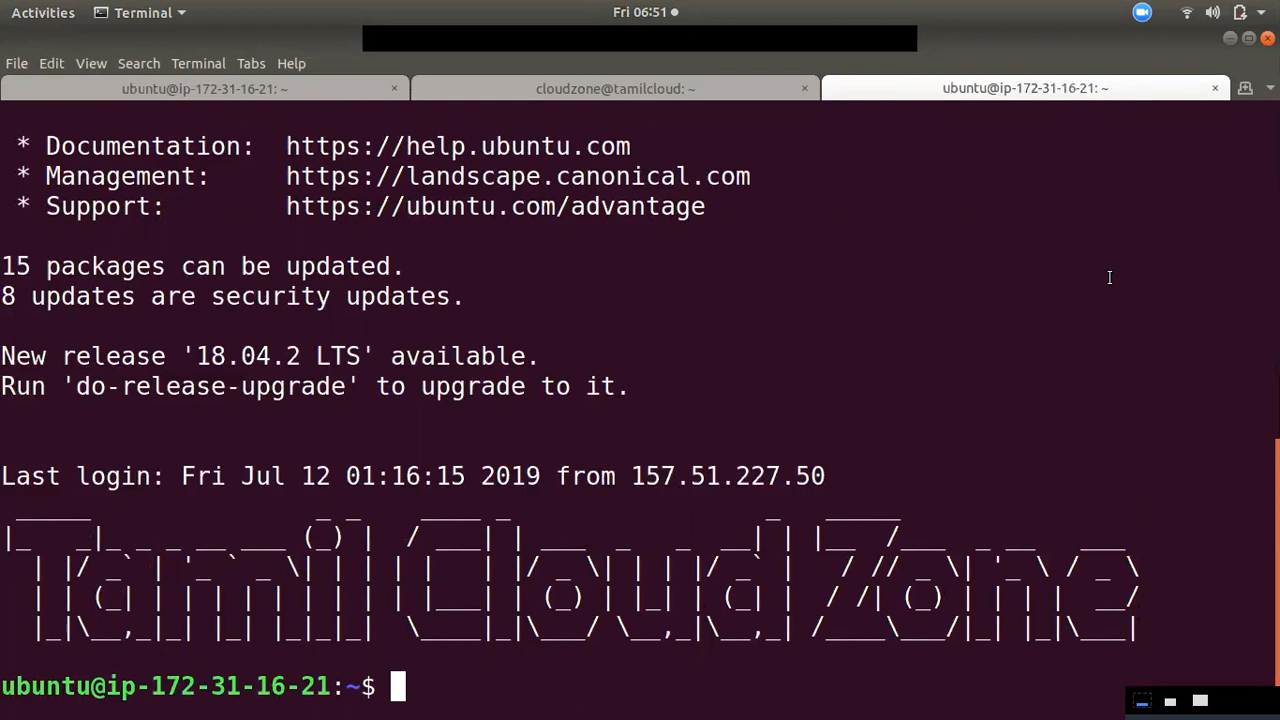 Activities Terminal Fri 06:51
File Edit View Search Terminal Tabs Help
ubuntu@ip-172-31-16-21: ~ × cloudzone@tamilcloud: ~ × ubuntu@ip-172-31-16-21: ~ ×
* Documentation: https://help.ubuntu.com
* Management: https://landscape.canonical.com
* Support: https://ubuntu.com/advantage
15 packages can be updated.
8 updates are security updates.
New release '18.04.2 LTS' available.
Run 'do-release-upgrade' to upgrade to it.
Last login: Fri Jul 12 01:16:15 2019 from 157.51.227.50
Tamil Cloud Zone
ubuntu@ip-172-31-16-21:~$